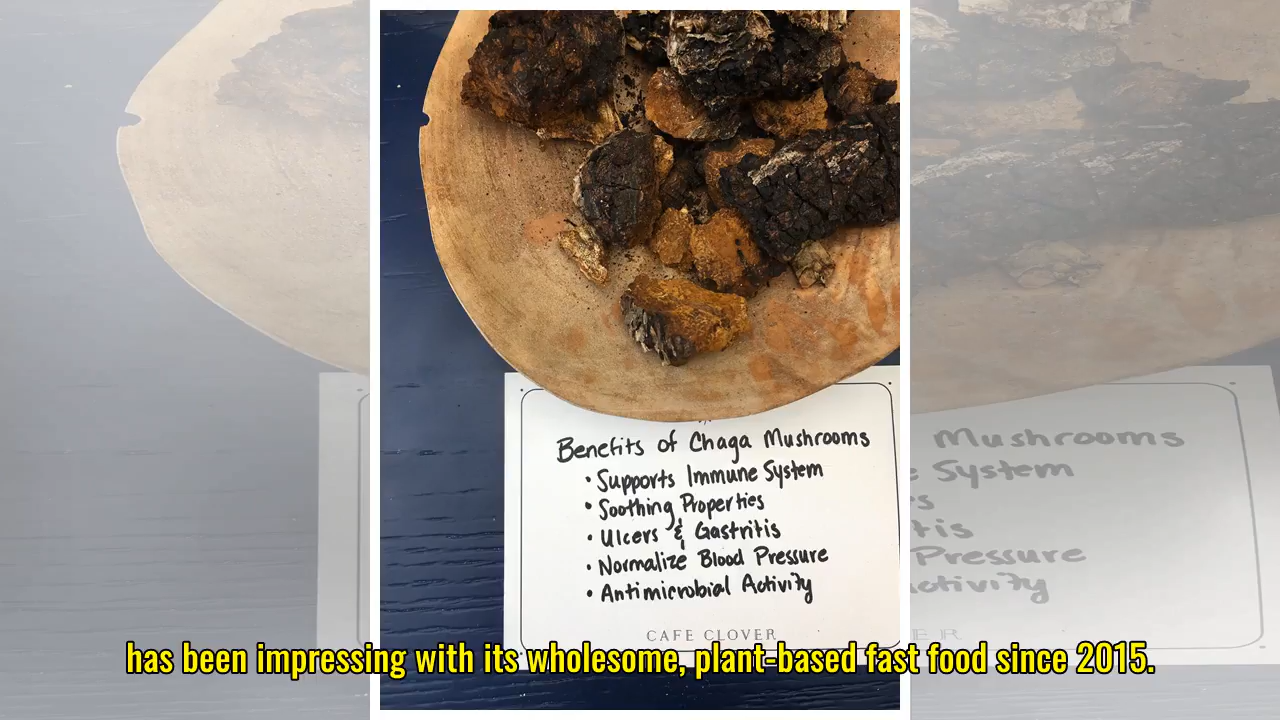 Benefits of Chaga Mushrooms
• Supports Immune System
• Soothing Properties
• Ulcers & Gastritis
• Normalize Blood Pressure
• Antimicrobial Activity
CAFE CLOVER
has been impressing with its wholesome, plant-based fast food since 2015.